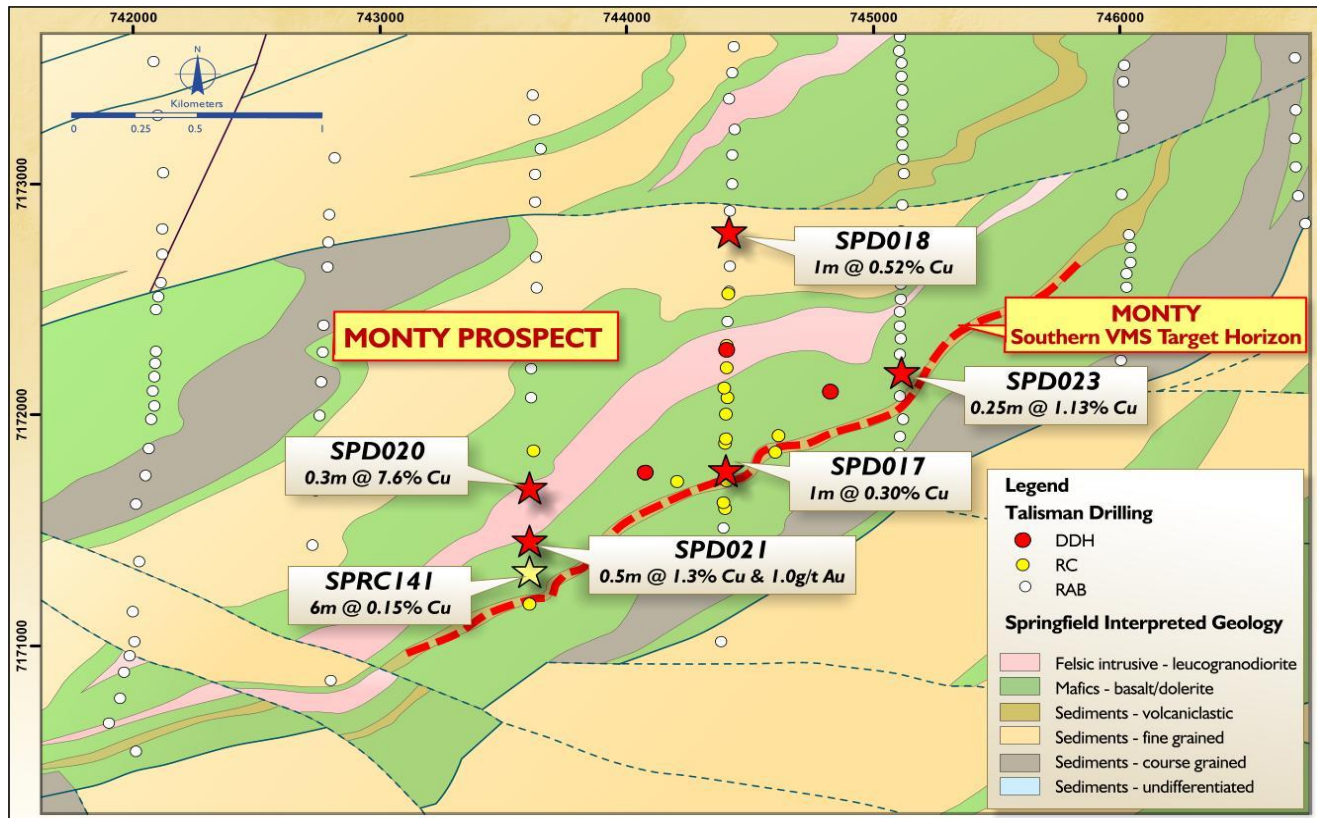 742000
743000
744000
745000
746000
N
Kilometers
0 0.25 0.5 1
7173000
7172000
7171000
SPD018
1m @ 0.52% Cu
MONTY PROSPECT
MONTY
Southern VMS Target Horizon
SPD023
0.25m @ 1.13% Cu
SPD020
0.3m @ 7.6% Cu
SPD017
1m @ 0.30% Cu
SPD021
0.5m @ 1.3% Cu & 1.0g/t Au
SPRC141
6m @ 0.15% Cu
Legend
Talisman Drilling
DDH
RC
RAB
Springfield Interpreted Geology
Felsic intrusive - leucogranodiorite
Mafics - basalt/dolerite
Sediments - volcaniclastic
Sediments - fine grained
Sediments - course grained
Sediments - undifferentiated